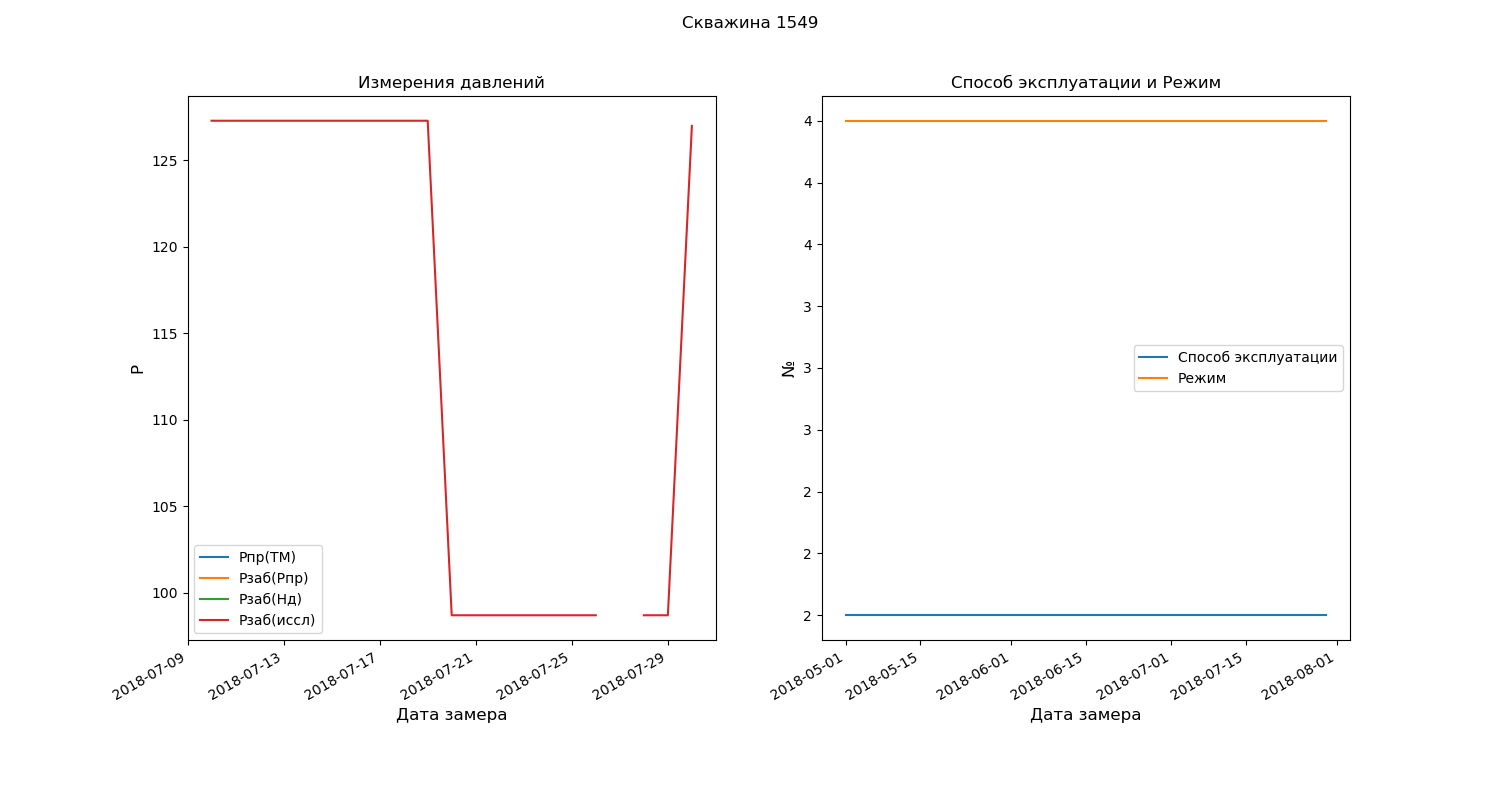 Скважина 1549
Измерения давлений
P
125
120
115
110
105
100
Pпр(ТМ)
Pзаб(Рпр)
Pзаб(Нд)
Pзаб(иссл)
2018-07-09
2018-07-13
2018-07-17
2018-07-21
2018-07-25
2018-07-29
Дата замера
Способ эксплуатации и Режим
№
4
4
4
3
3
3
2
2
2
Способ эксплуатации
Режим
2018-05-01
2018-05-15
2018-06-01
2018-06-15
2018-07-01
2018-07-15
2018-08-01
Дата замера